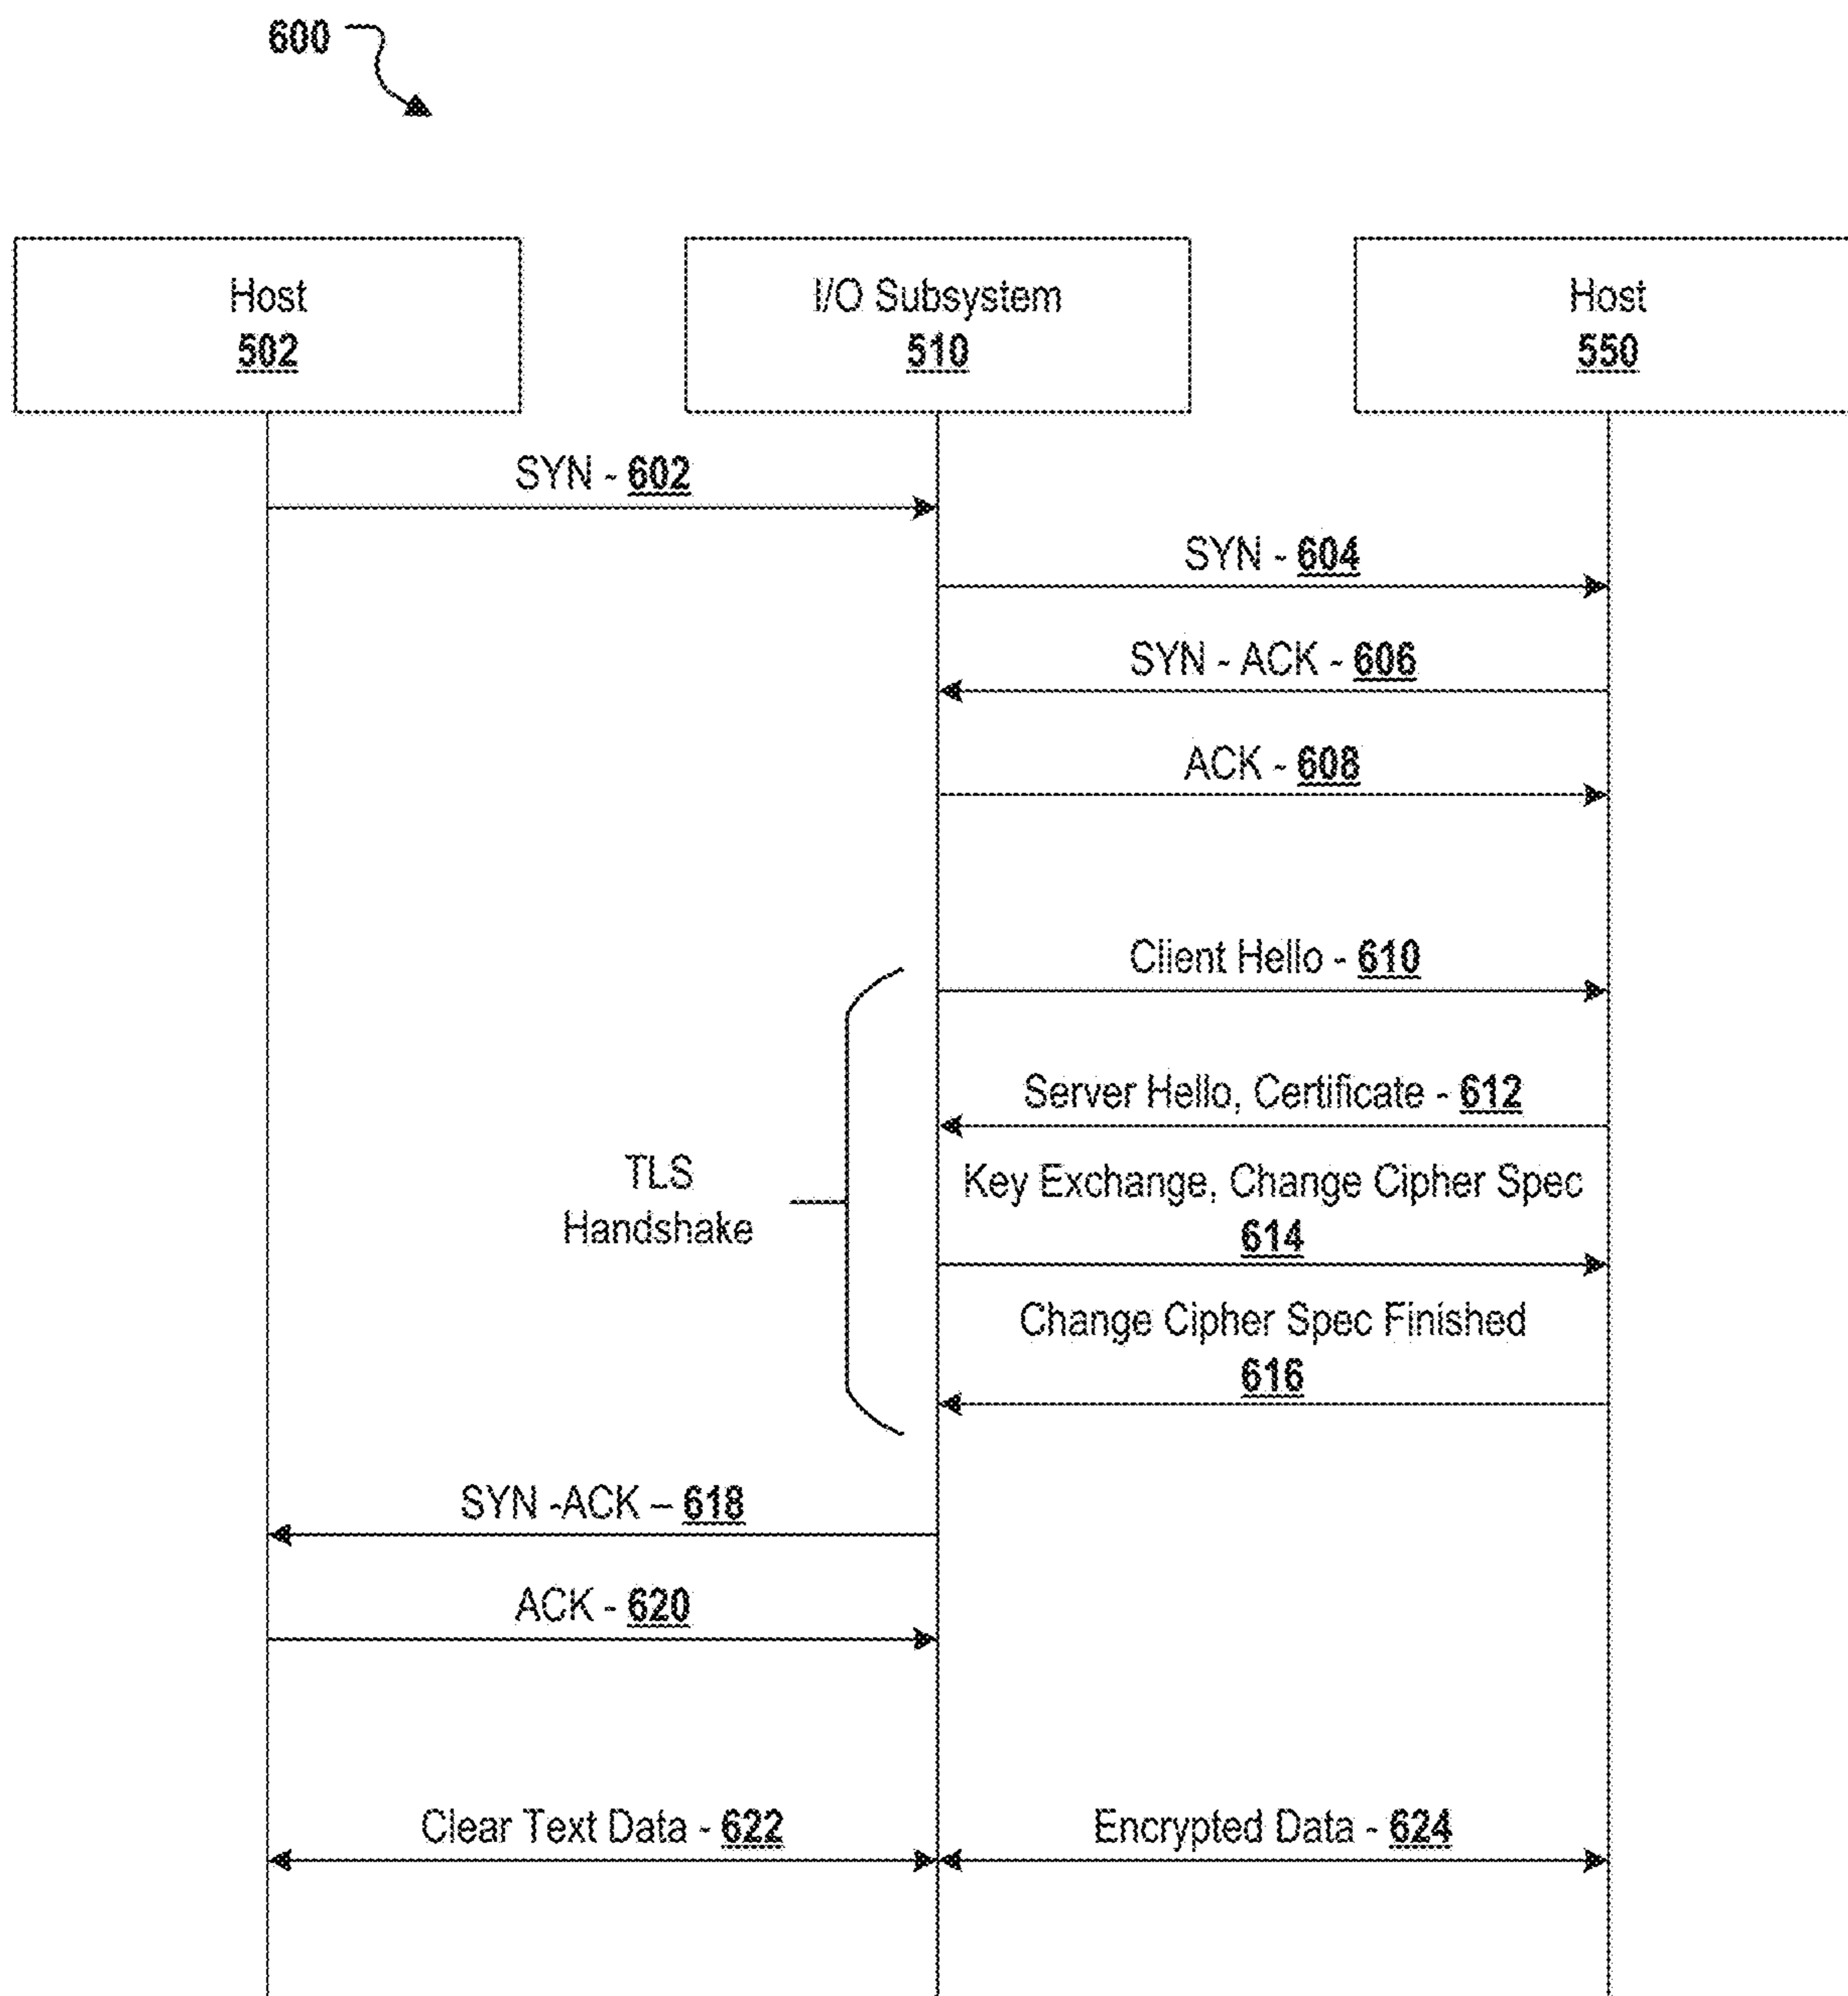 600
Host
502
I/O Subsystem
510
Host
550
SYN - 602
SYN - 604
SYN - ACK - 606
ACK - 608
Client Hello - 610
Server Hello, Certificate - 612
TLS
Handshake
Key Exchange, Change Cipher Spec
614
Change Cipher Spec Finished
616
SYN -ACK – 618
ACK - 620
Clear Text Data - 622
Encrypted Data - 624